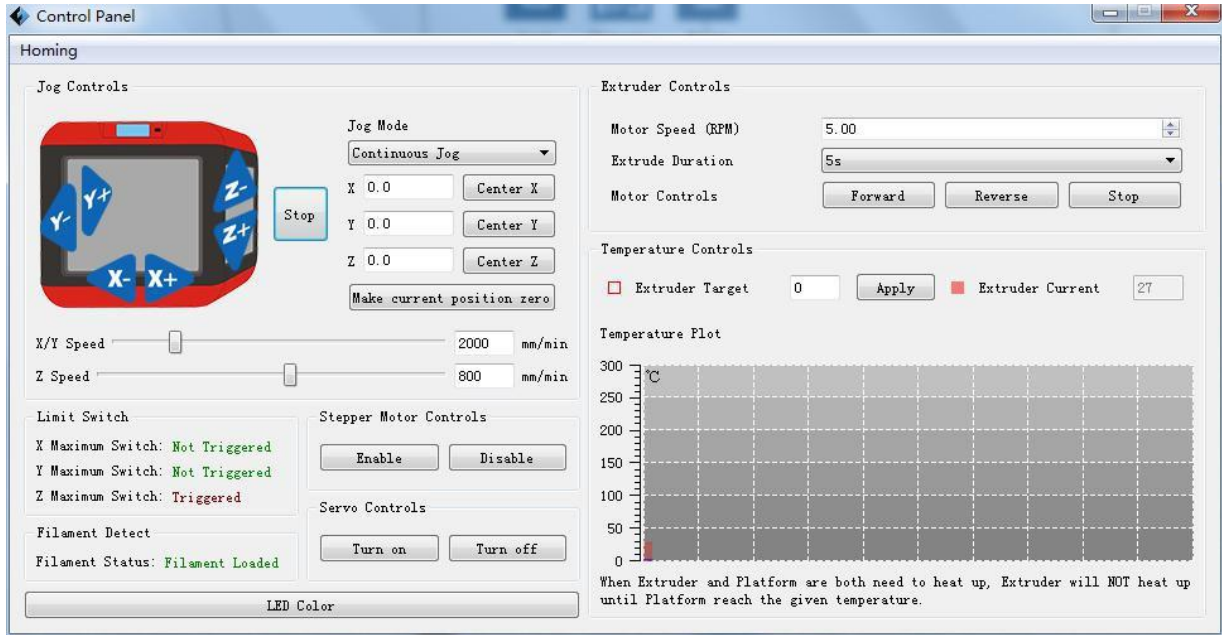 Control Panel
Homing
Jog Controls
Y-
Y+
Z-
Z+
X-
X+
Stop
Jog Mode
Continuous Jog
X 0.0 Center X
Y 0.0 Center Y
Z 0.0 Center Z
Make current position zero
X/Y Speed 2000 mm/min
Z Speed 800 mm/min
Limit Switch
X Maximum Switch: Not Triggered
Y Maximum Switch: Not Triggered
Z Maximum Switch: Triggered
Filament Detect
Filament Status: Filament Loaded
Stepper Motor Controls
Enable Disable
Servo Controls
Turn on Turn off
LED Color
Extruder Controls
Motor Speed (RPM) 5.00
Extrude Duration 5s
Motor Controls Forward Reverse Stop
Temperature Controls
Extruder Target 0 Apply Extruder Current 27
Temperature Plot
300
°C
250
200
150
100
50
0
When Extruder and Platform are both need to heat up, Extruder will NOT heat up
until Platform reach the given temperature.